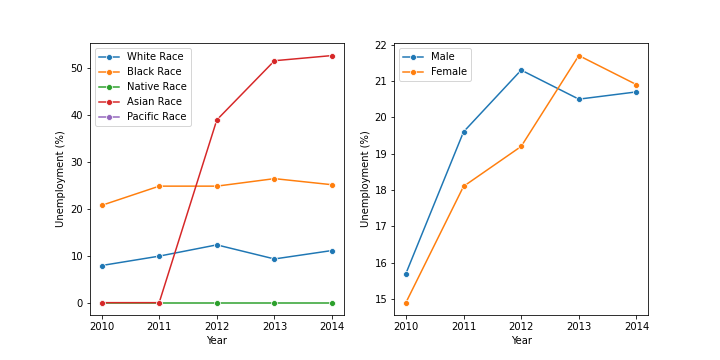 White Race
Black Race
Native Race
Asian Race
Pacific Race
Unemployment (%)
50
40
30
20
10
0
2010 2011 2012 2013 2014
Year
Male
Female
Unemployment (%)
22
21
20
19
18
17
16
15
2010 2011 2012 2013 2014
Year